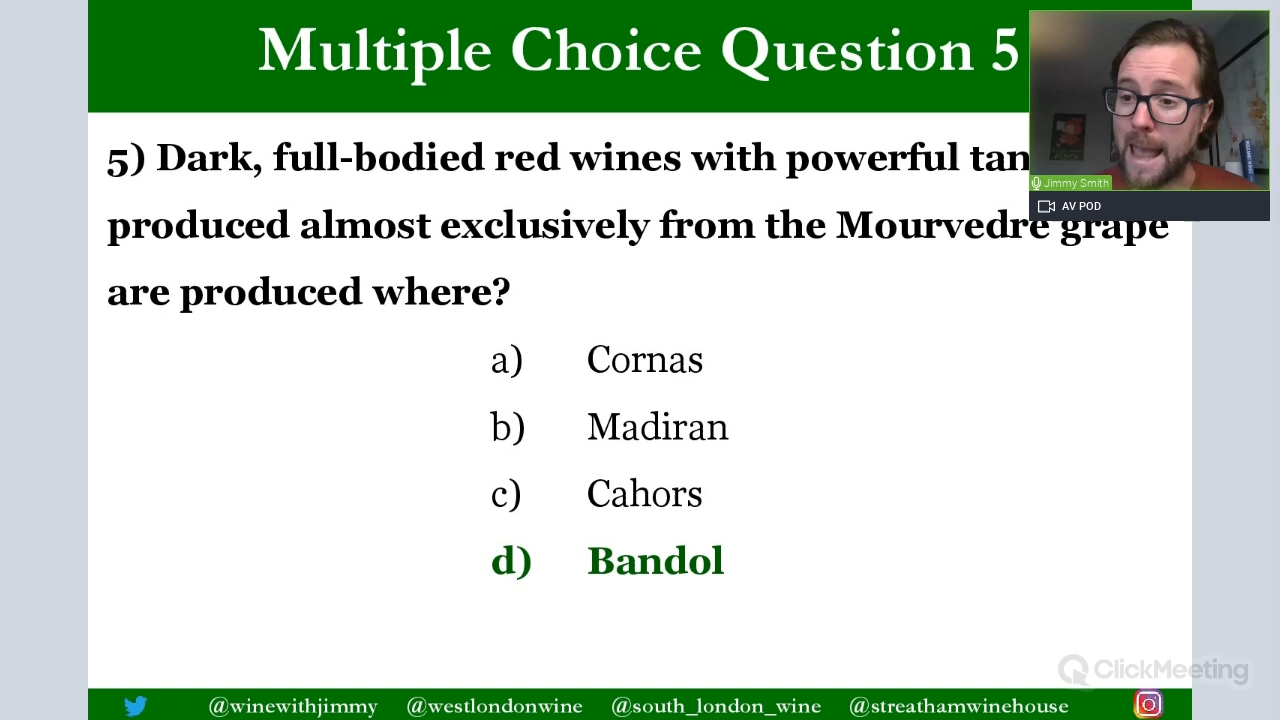 Multiple Choice Question 5
5) Dark, full-bodied red wines with powerful
produced almost exclusively from the Mourvedre grape
are produced where?
a) Cornas
b) Madiran
c) Cahors
d) Bandol
Jimmy Smith
AV POD
ClickMeeting
@winewithjimmy @westlondonwine @south_london_wine @streathamwinehouse